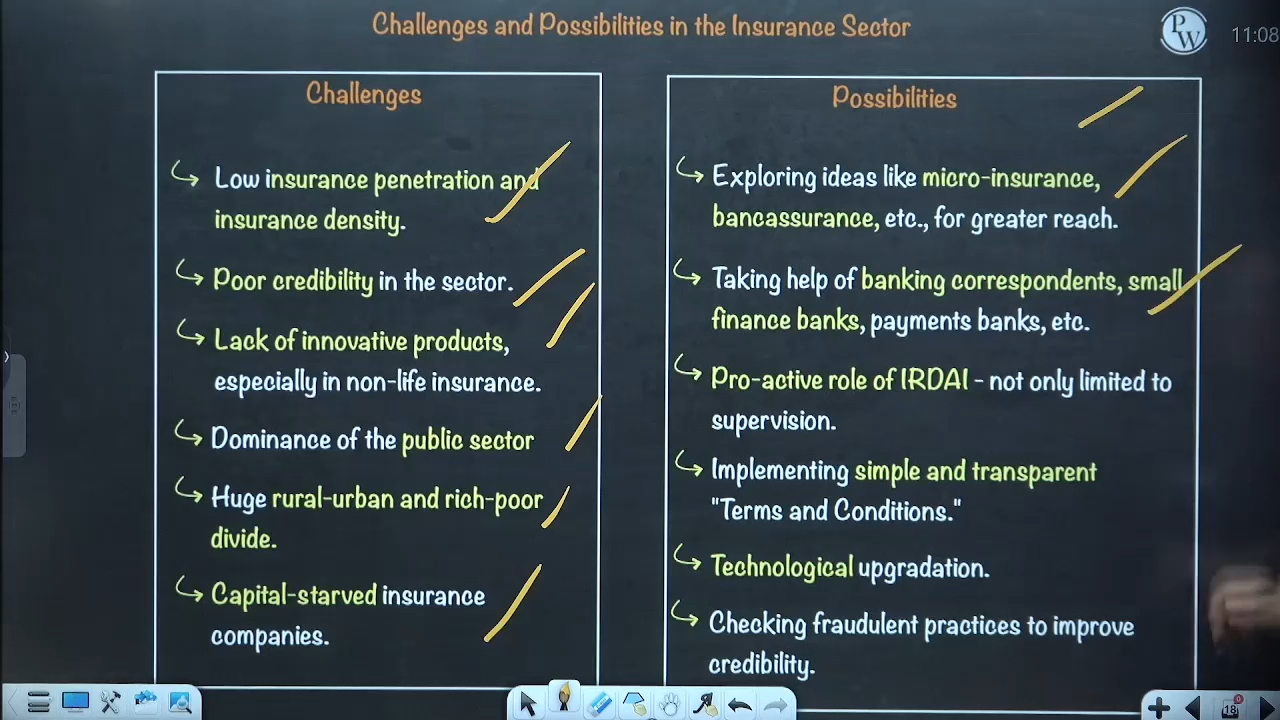 Challenges and Possibilities in the Insurance Sector
PW
11:08
Challenges
Low insurance penetration and
insurance density.
Poor credibility in the sector.
Lack of innovative products,
especially in non-life insurance.
Dominance of the public sector
Huge rural-urban and rich-poor
divide.
Capital-starved insurance
companies.
Possibilities
Exploring ideas like micro-insurance,
bancassurance, etc., for greater reach.
Taking help of banking correspondents, small
finance banks, payments banks, etc.
Pro-active role of IRDAI - not only limited to
supervision.
Implementing simple and transparent
"Terms and Conditions."
Technological upgradation.
Checking fraudulent practices to improve
credibility.
18